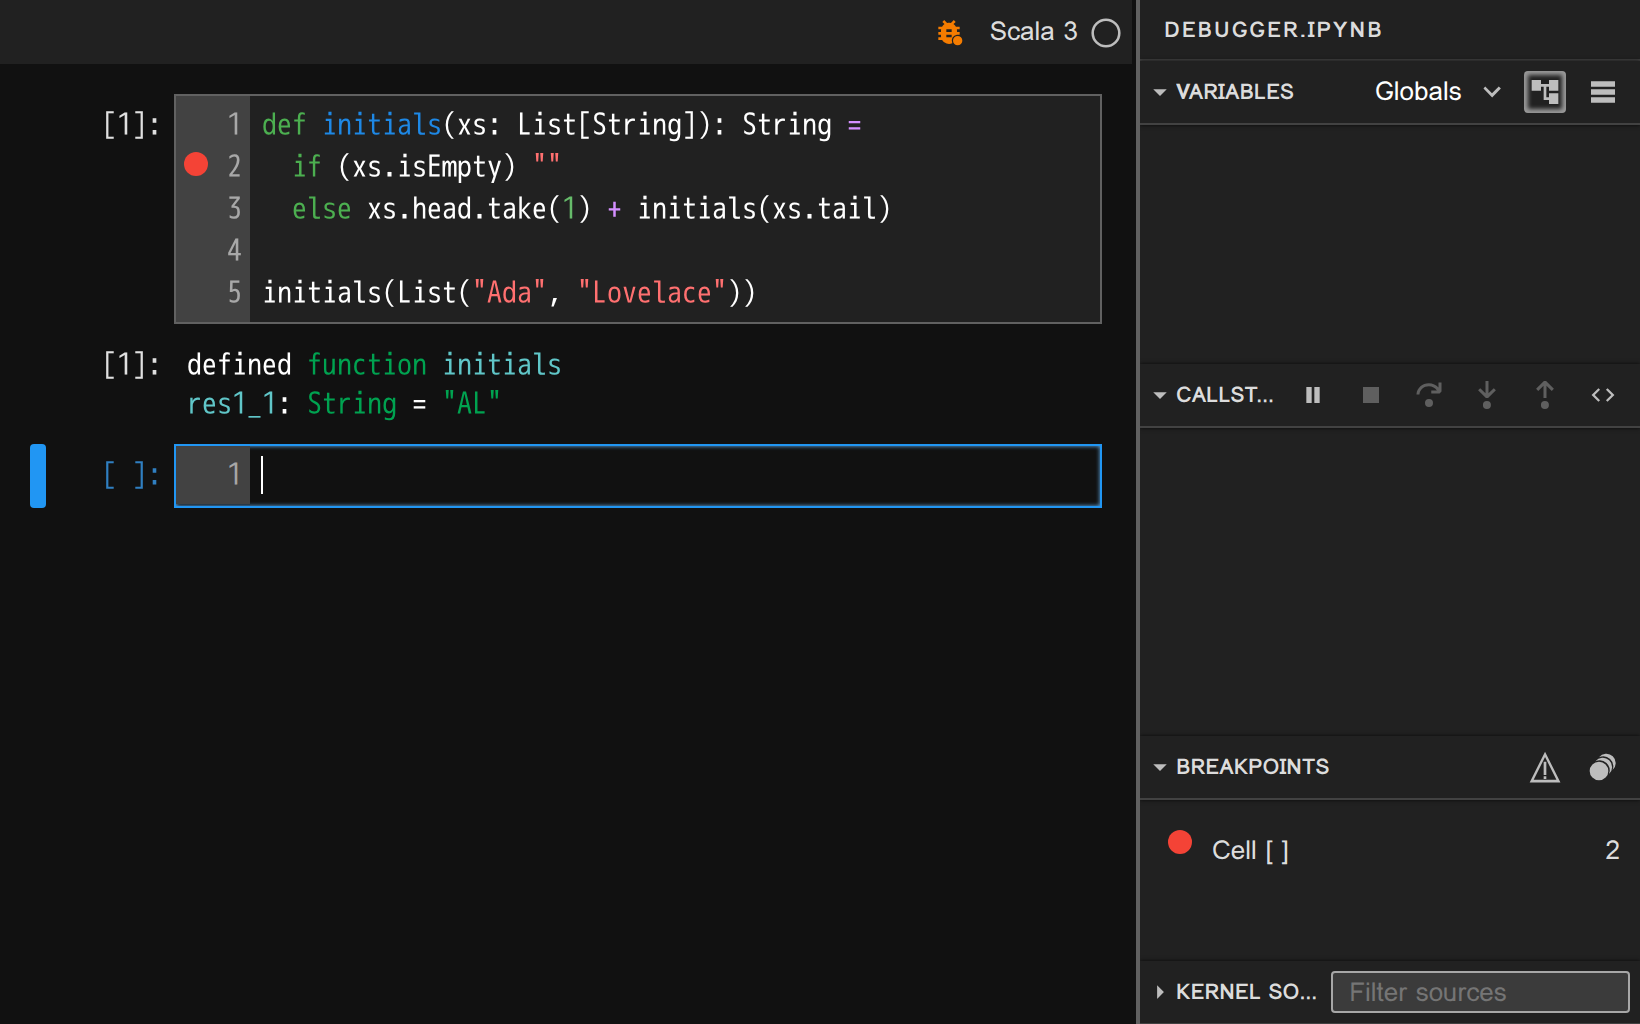 Scala 3
[1]:
1 def initials(xs: List[String]): String =
2 if (xs.isEmpty) ""
3 else xs.head.take(1) + initials(xs.tail)
4
5 initials(List("Ada", "Lovelace"))
[1]: defined function initials
res1_1: String = "AL"
[ ]: 1
DEBUGGER.IPYNB
VARIABLES Globals
CALLST...
BREAKPOINTS
Cell [ ] 2
KERNEL SO... Filter sources